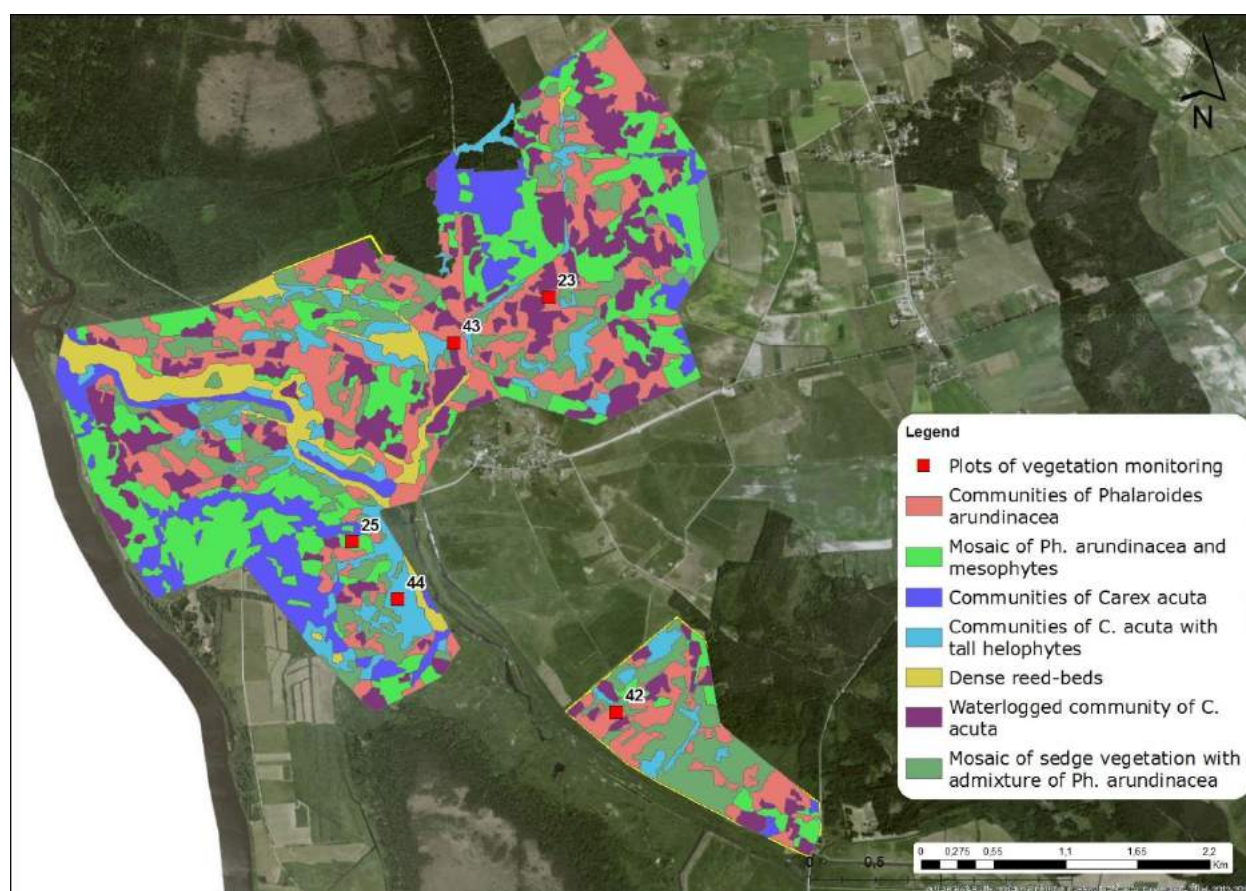 N
23
43
25
44
42
Legend
Plots of vegetation monitoring
Communities of Phalaroides
arundinacea
Mosaic of Ph. arundinacea and
mesophytes
Communities of Carex acuta
Communities of C. acuta with
tall helophytes
Dense reed-beds
Waterlogged community of C.
acuta
Mosaic of sedge vegetation with
admixture of Ph. arundinacea
0 0,275 0,55 1,1 1,65 2,2
Km
0 0,5